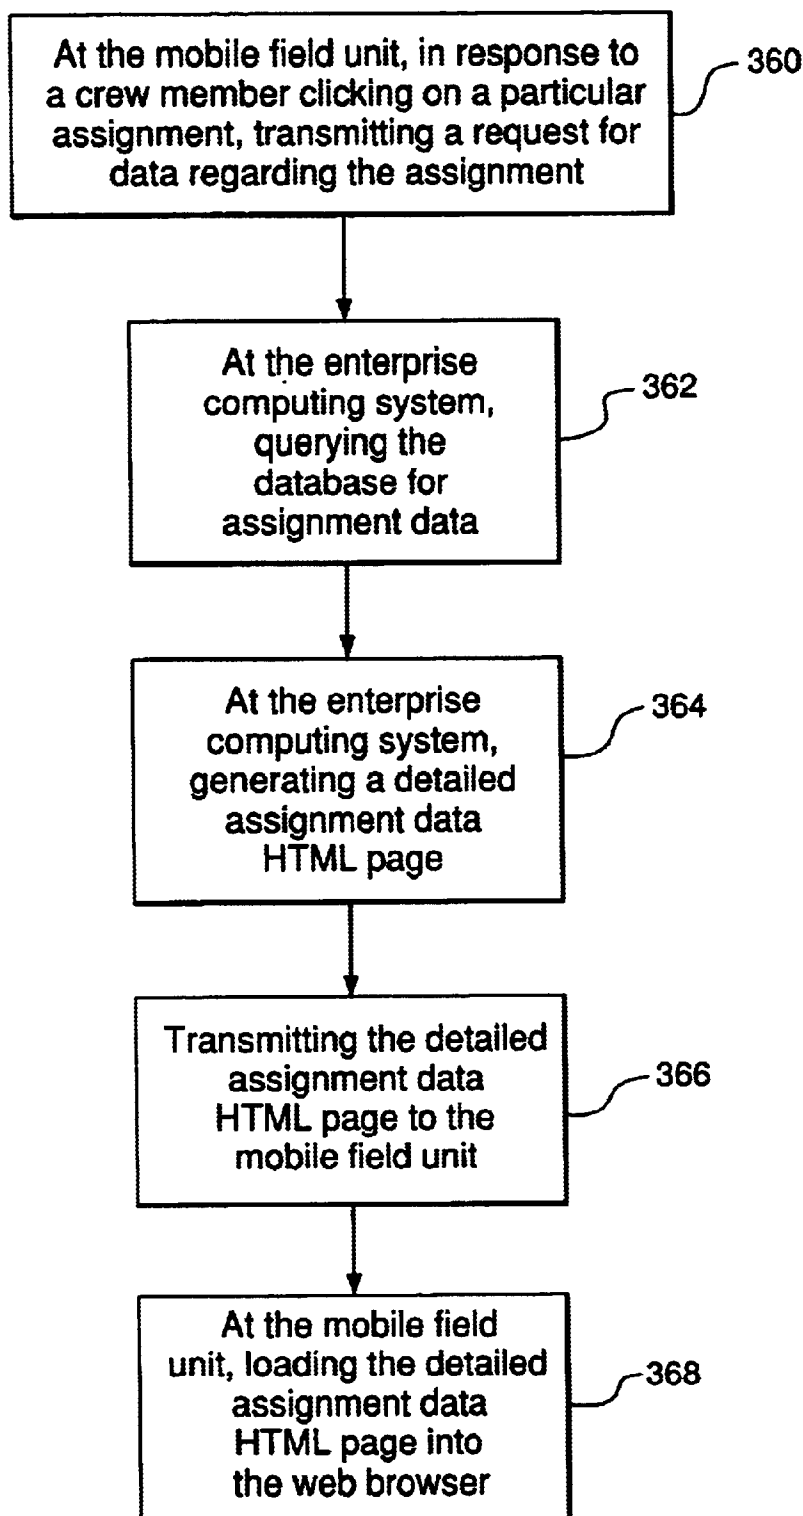 At the mobile field unit, in response to
a crew member clicking on a particular
assignment, transmitting a request for
data regarding the assignment
360
At the enterprise
computing system,
querying the
database for
assignment data
362
At the enterprise
computing system,
generating a detailed
assignment data
HTML page
364
Transmitting the detailed
assignment data
HTML page to the
mobile field unit
366
At the mobile field
unit, loading the detailed
assignment data
HTML page into
the web browser
368